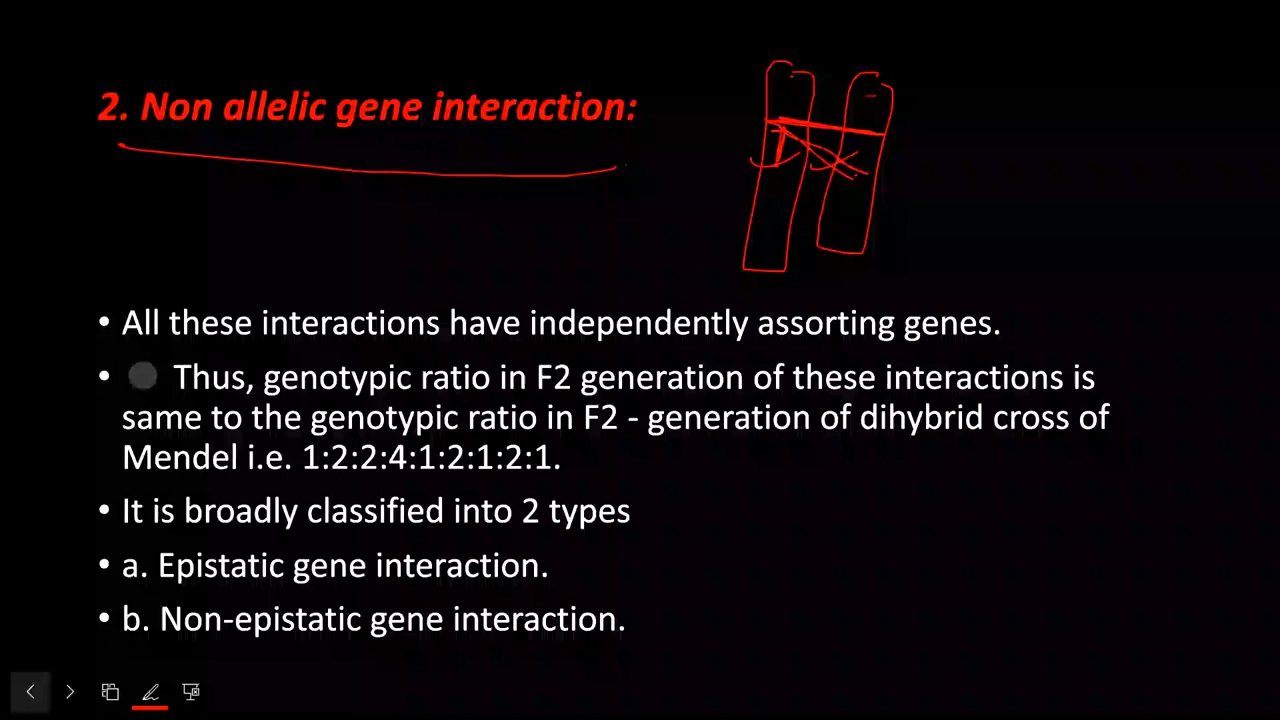 2. Non allelic gene interaction:
• All these interactions have independently assorting genes.
• Thus, genotypic ratio in F2 generation of these interactions is
same to the genotypic ratio in F2 - generation of dihybrid cross of
Mendel i.e. 1:2:2:4:1:2:1:2:1.
• It is broadly classified into 2 types
• a. Epistatic gene interaction.
• b. Non-epistatic gene interaction.